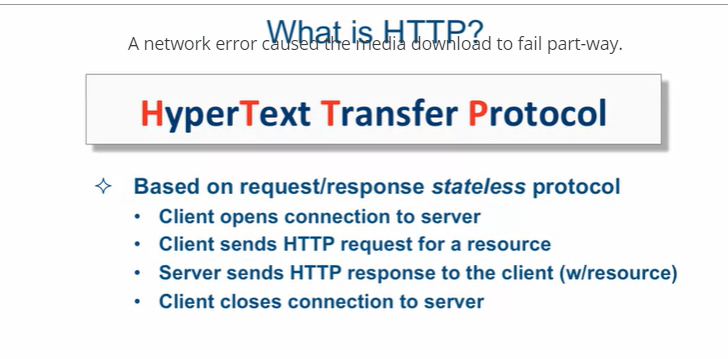 What is HTTP?
A network error caused the media download to fail part-way.
HyperText Transfer Protocol
Based on request/response stateless protocol
Client opens connection to server
Client sends HTTP request for a resource
Server sends HTTP response to the client (w/resource)
Client closes connection to server